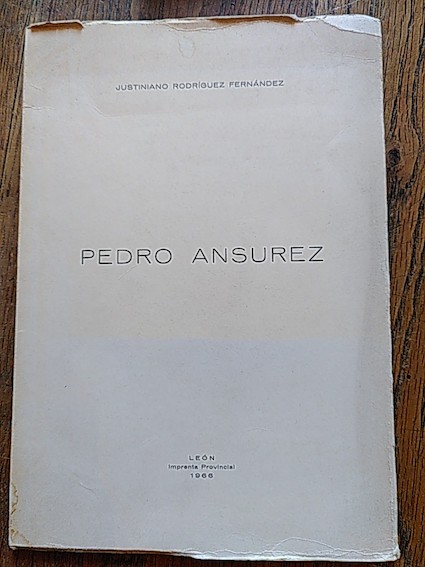 JUSTINIANO RODRÍGUEZ FERNÁNDEZ
PEDRO ANSUREZ
LEÓN
Imprenta Provincial
1966